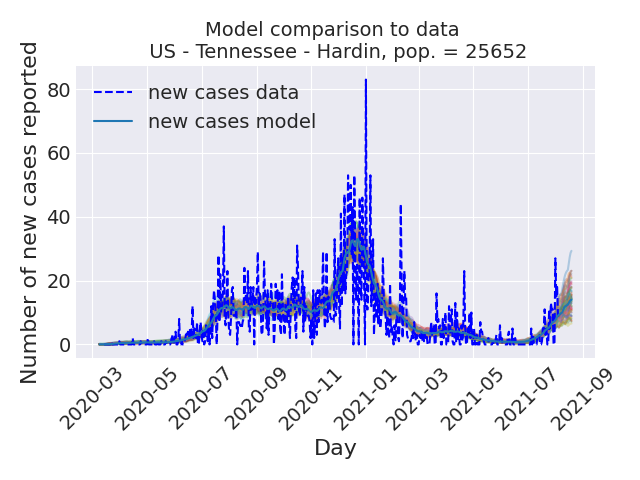 Model comparison to data
US - Tennessee - Hardin, pop. = 25652
Number of new cases reported
80
60
40
20
0
new cases data
new cases model
2020-03
2020-05
2020-07
2020-09
2020-11
2021-01
2021-03
2021-05
2021-07
2021-09
Day